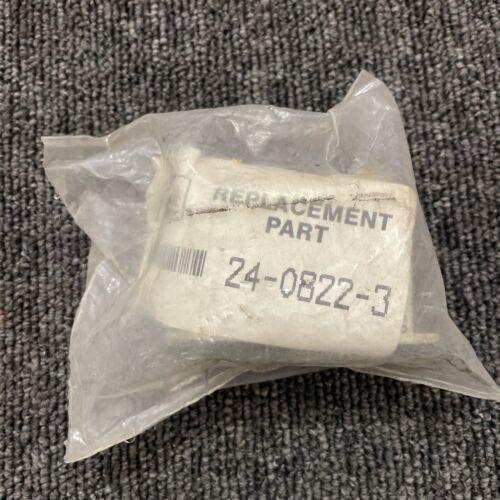 REPLACEMENT
PART
24-0822-3